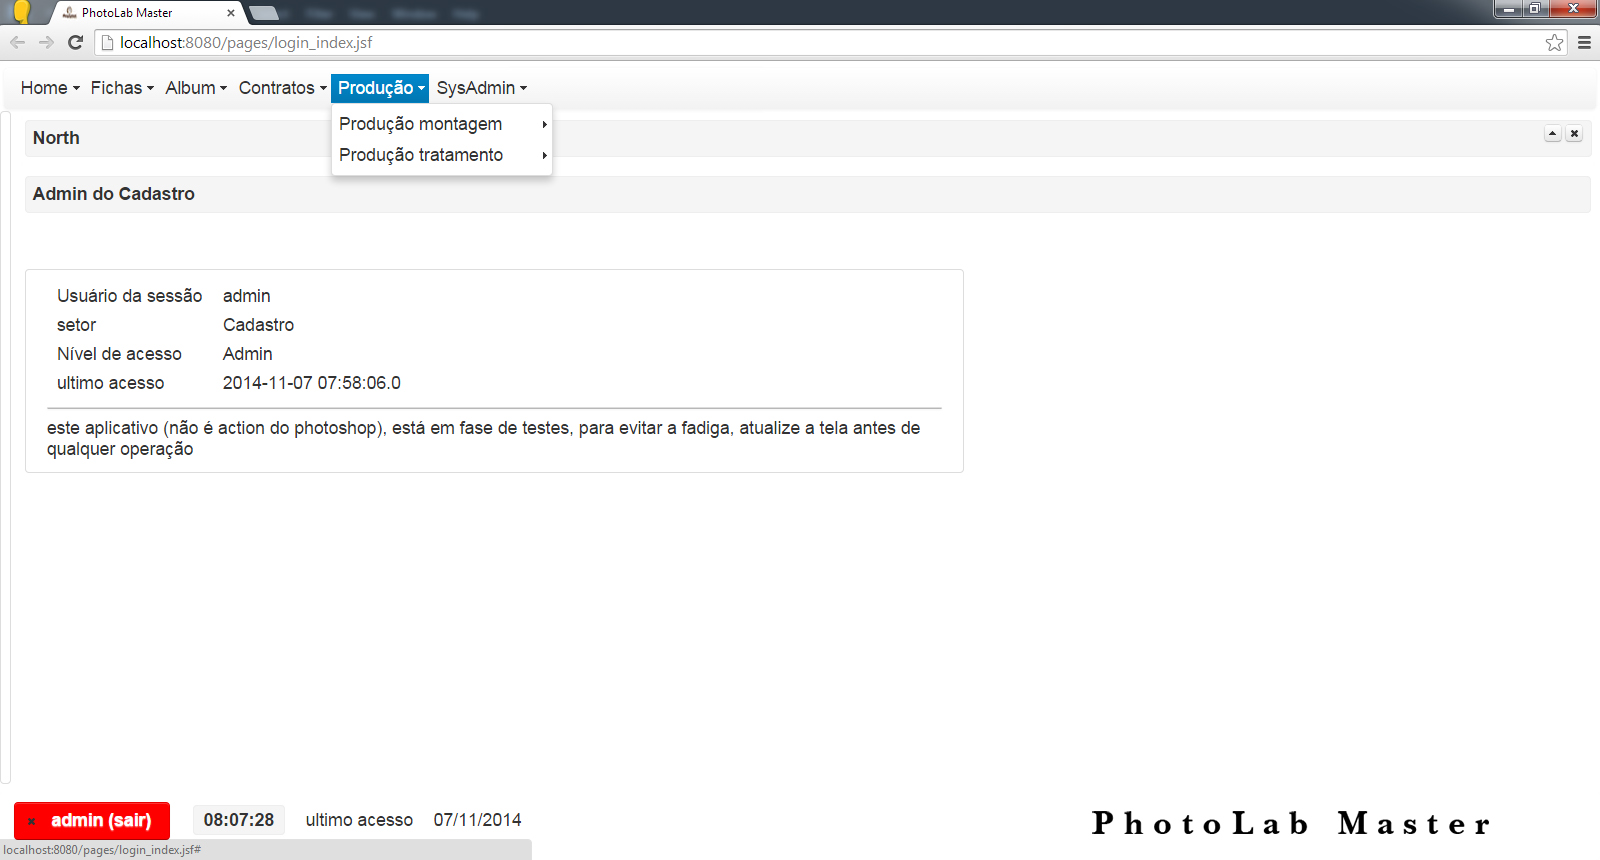 PhotoLab Master
localhost:8080/pages/login_index.jsf
Home Fichas Album Contratos Produção SysAdmin
Produção montagem
Produção tratamento
North
Admin do Cadastro
Usuário da sessão admin
setor Cadastro
Nível de acesso Admin
ultimo acesso 2014-11-07 07:58:06.0
este aplicativo (não é action do photoshop), está em fase de testes, para evitar a fadiga, atualize a tela antes de
qualquer operação
admin (sair) 08:07:28 ultimo acesso 07/11/2014
PhotoLab Master
localhost:8080/pages/login_index.jsf#